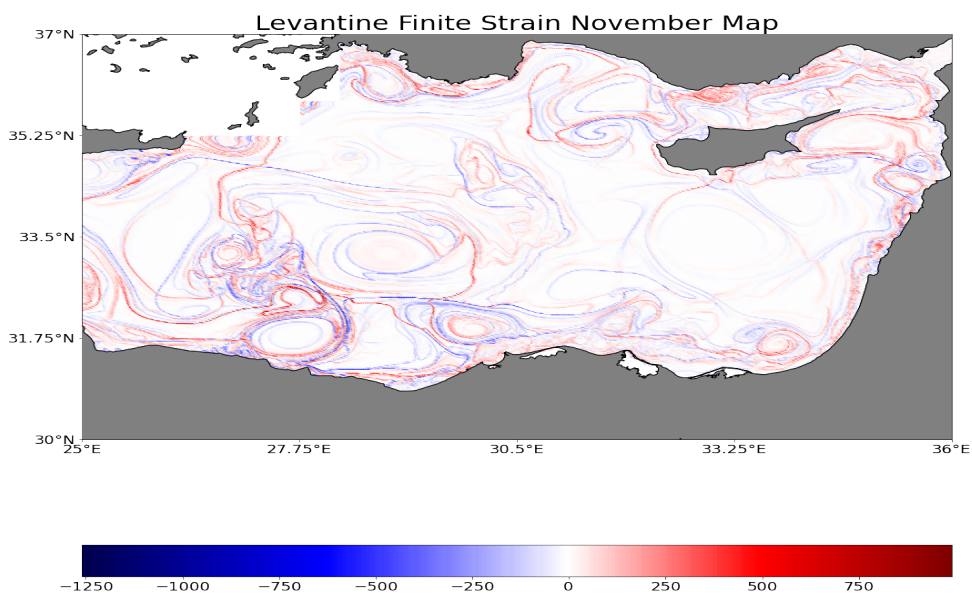 Levantine Finite Strain November Map
37°N
35.25°N
33.5°N
31.75°N
30°N
25°E 27.75°E 30.5°E 33.25°E 36°E
−1250 −1000 −750 −500 −250 0 250 500 750